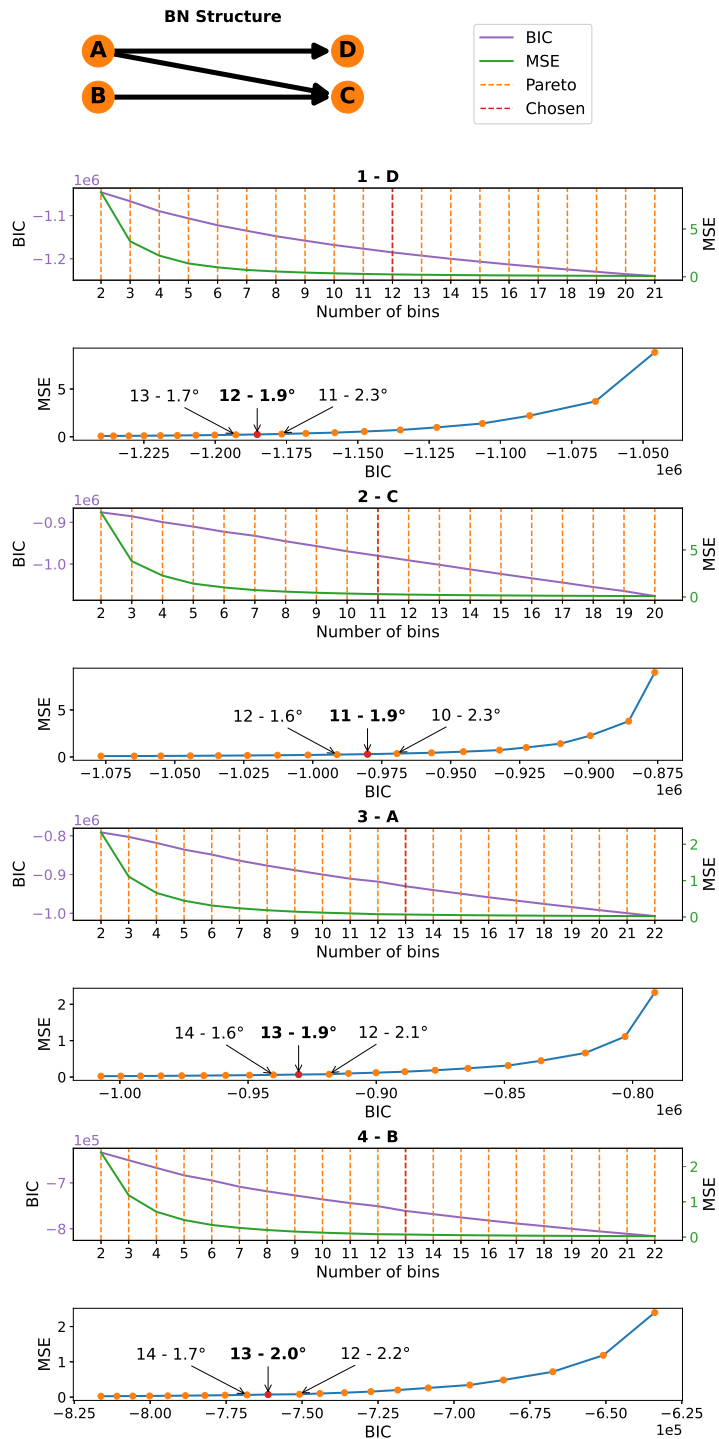 BN Structure
A
D
B
C
BIC
MSE
Pareto
Chosen
1 - D
1e6
BIC
−1.1
−1.2
MSE
5
0
2 3 4 5 6 7 8 9 10 11 12 13 14 15 16 17 18 19 20 21
Number of bins
MSE
5
0
13 - 1.7° 12 - 1.9° 11 - 2.3°
−1.225 −1.200 −1.175 −1.150 −1.125 −1.100 −1.075 −1.050
BIC
1e6
2 - C
1e6
BIC
−0.9
−1.0
MSE
5
0
2 3 4 5 6 7 8 9 10 11 12 13 14 15 16 17 18 19 20
Number of bins
MSE
5
0
12 - 1.6° 11 - 1.9° 10 - 2.3°
−1.075 −1.050 −1.025 −1.000 −0.975 −0.950 −0.925 −0.900 −0.875
BIC
1e6
3 - A
1e6
BIC
−0.8
−0.9
−1.0
MSE
2
1
0
2 3 4 5 6 7 8 9 10 11 12 13 14 15 16 17 18 19 20 21 22
Number of bins
MSE
2
1
0
14 - 1.6° 13 - 1.9° 12 - 2.1°
−1.00 −0.95 −0.90 −0.85 −0.80
BIC
1e6
4 - B
1e5
BIC
−7
−8
MSE
2
1
0
2 3 4 5 6 7 8 9 10 11 12 13 14 15 16 17 18 19 20 21 22
Number of bins
MSE
2
1
0
14 - 1.7° 13 - 2.0° 12 - 2.2°
−8.25 −8.00 −7.75 −7.50 −7.25 −7.00 −6.75 −6.50 −6.25
BIC
1e5